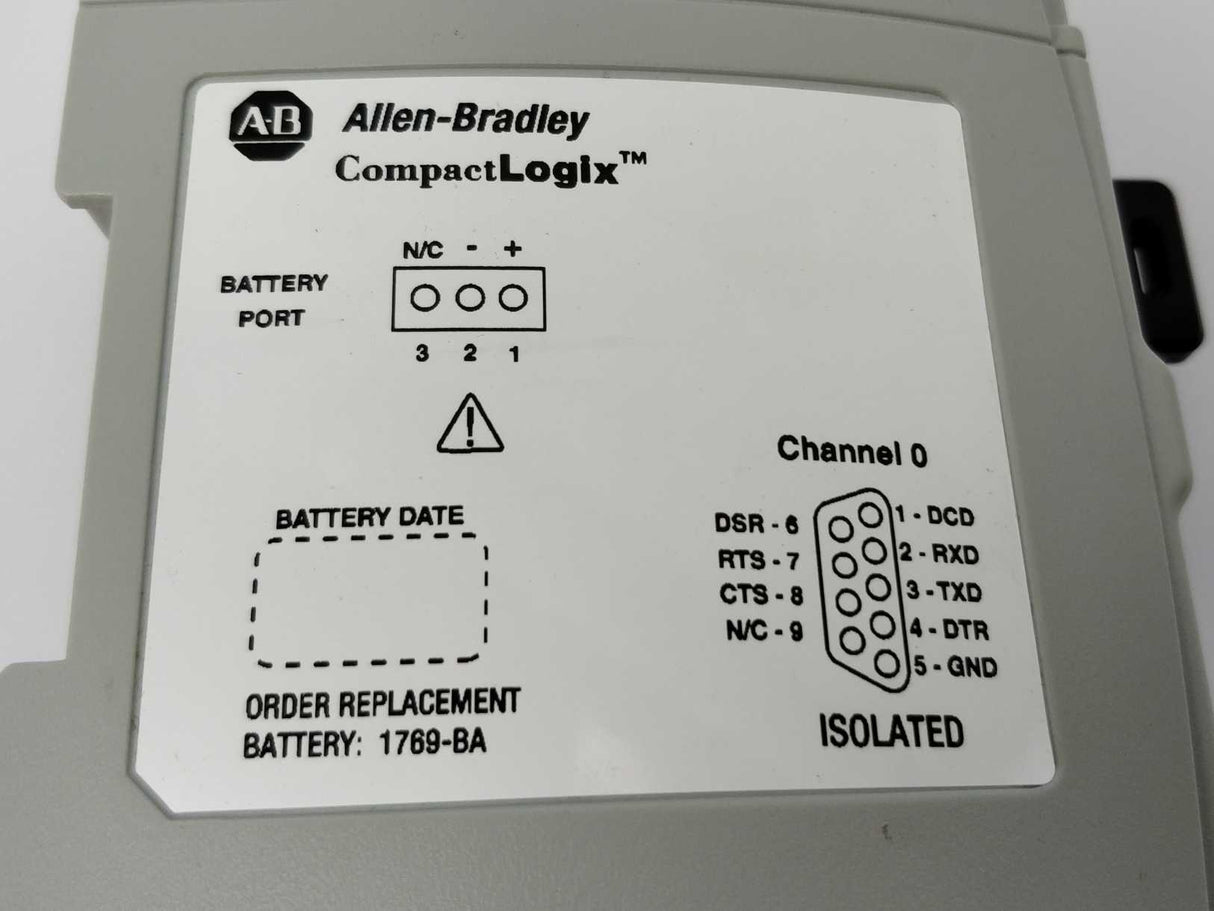 A-B Allen-Bradley
CompactLogix™
N/C - +
BATTERY
PORT
3 2 1
!
BATTERY DATE
ORDER REPLACEMENT
BATTERY: 1769-BA
Channel 0
DSR - 6 1 - DCD
RTS - 7 2 - RXD
CTS - 8 3 - TXD
N/C - 9 4 - DTR
5 - GND
ISOLATED